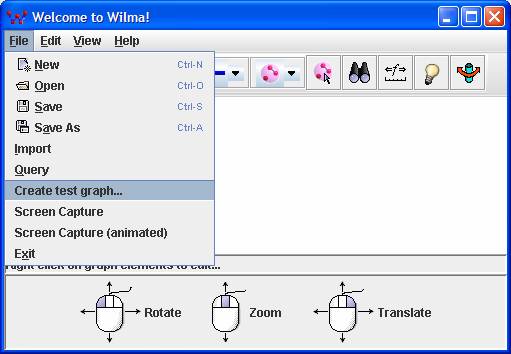 Welcome to Wilma!
File Edit View Help
New Ctrl-N
Open Ctrl-O
Save Ctrl-S
Save As Ctrl-A
Import
Query
Create test graph...
Screen Capture
Screen Capture (animated)
Exit
right click on graph elements to edit...
Rotate Zoom Translate